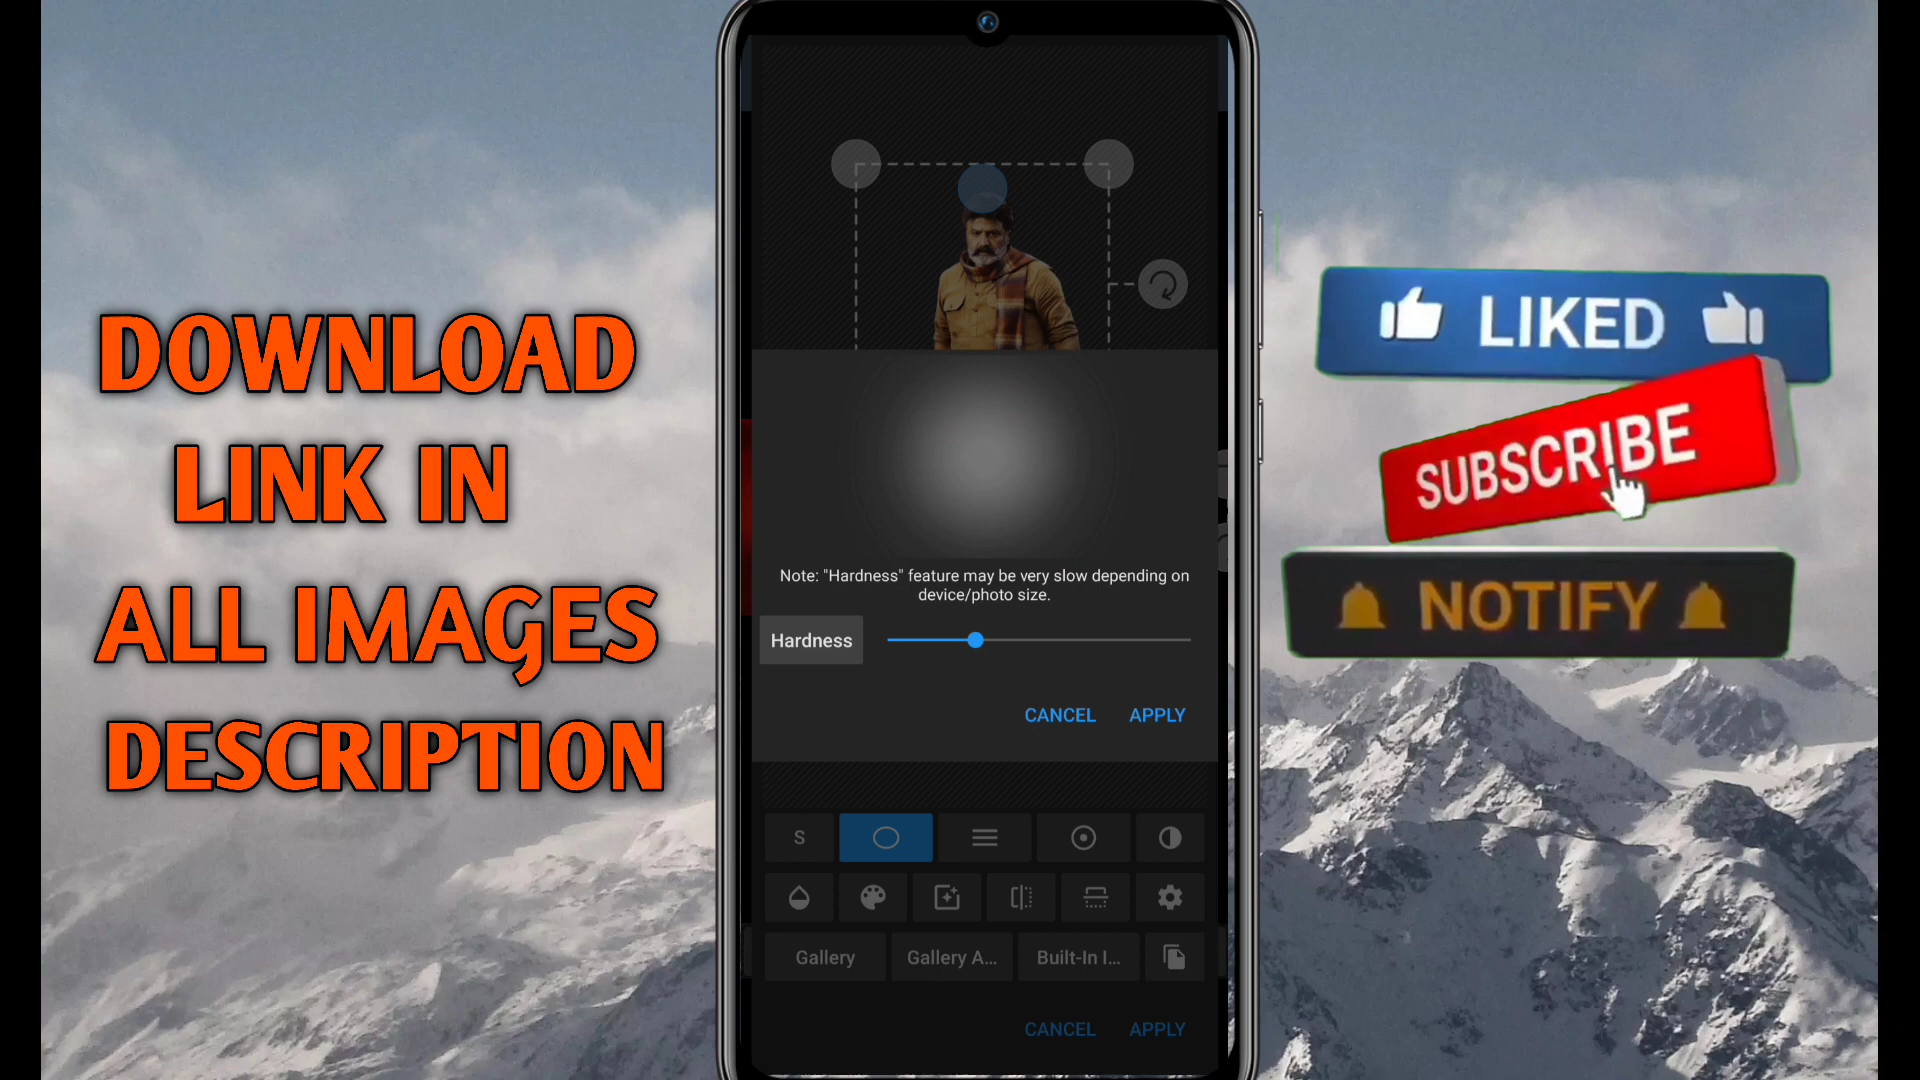 DOWNLOAD
LINK IN
ALL IMAGES
DESCRIPTION
Note: "Hardness" feature may be very slow depending on
device/photo size.
Hardness
CANCEL APPLY
S
Gallery Gallery A... Built-In I...
CANCEL APPLY
LIKED
SUBSCRIBE
NOTIFY